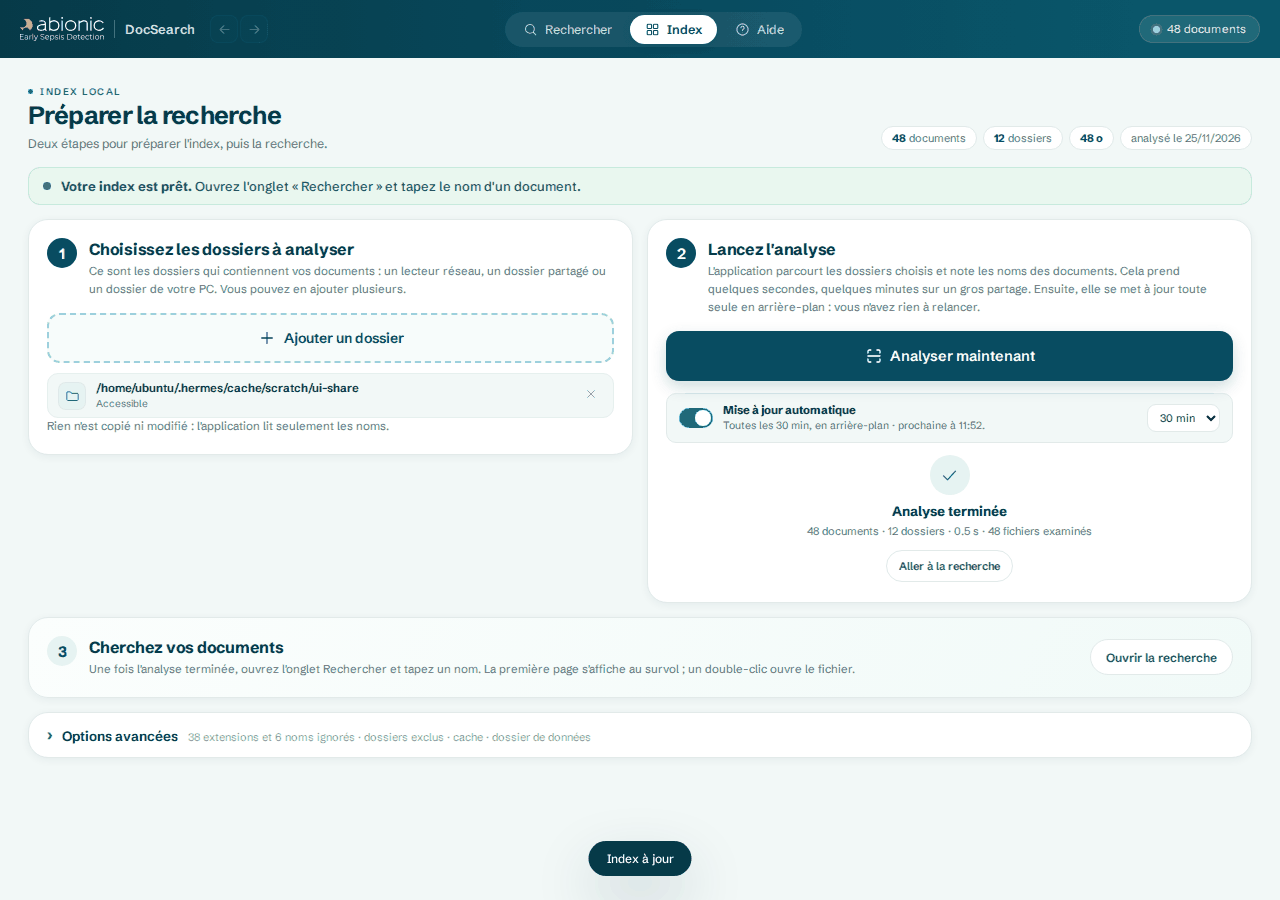 abionic
Early Sepsis Detection
DocSearch
Rechercher
Index
Aide
48 documents
INDEX LOCAL
Préparer la recherche
Deux étapes pour préparer l'index, puis la recherche.
48 documents
12 dossiers
48 o
analysé le 25/11/2026
Votre index est prêt. Ouvrez l'onglet « Rechercher » et tapez le nom d'un document.
1
Choisissez les dossiers à analyser
Ce sont les dossiers qui contiennent vos documents : un lecteur réseau, un dossier partagé ou
un dossier de votre PC. Vous pouvez en ajouter plusieurs.
Ajouter un dossier
/home/ubuntu/.hermes/cache/scratch/ui-share
Accessible
Rien n'est copié ni modifié : l'application lit seulement les noms.
2
Lancez l'analyse
L'application parcourt les dossiers choisis et note les noms des documents. Cela prend
quelques secondes, quelques minutes sur un gros partage. Ensuite, elle se met à jour toute
seule en arrière-plan : vous n'avez rien à relancer.
Analyser maintenant
Mise à jour automatique
Toutes les 30 min, en arrière-plan · prochaine à 11:52.
30 min
Analyse terminée
48 documents · 12 dossiers · 0.5 s · 48 fichiers examinés
Aller à la recherche
3
Cherchez vos documents
Une fois l'analyse terminée, ouvrez l'onglet Rechercher et tapez un nom. La première page s'affiche au survol ; un double-clic ouvre le fichier.
Ouvrir la recherche
Options avancées
38 extensions et 6 noms ignorés · dossiers exclus · cache · dossier de données
Index à jour